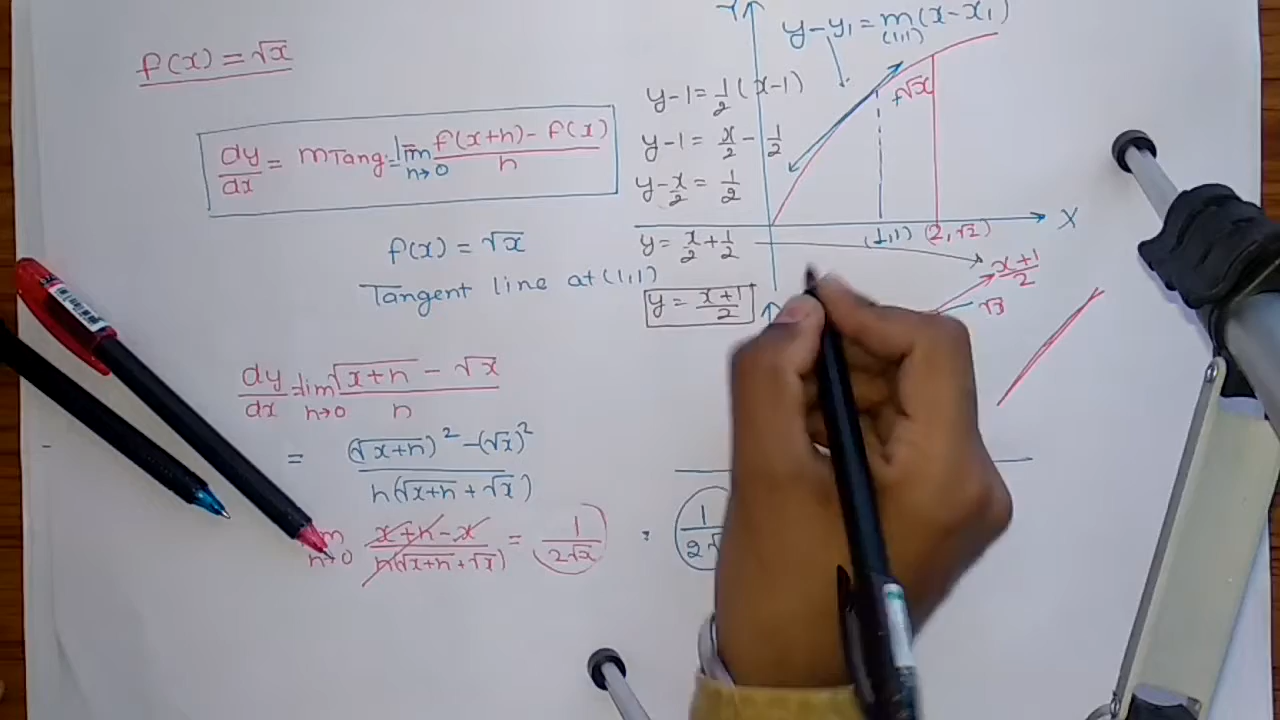 f(x) = √x
dy/dx = mTang = lim n→0 f(x+n) - f(x) / n
f(x) = √x
Tangent line at (1,1)
dy/dx = lim n→0 √x+n - √x / n
= (√x+n)² - (√x)² / n(√x+n + √x)
n→0 x+n-x / n(√x+n + √x) = 1/2√x
y-y₁ = m(x-x₁)
(1,1)
y-1 = 1/2 (x-1)
y-1 = x/2 - 1/2
y - x/2 = 1/2
y = x/2 + 1/2
y = x+1/2
√x
(1,1) (2,√2)
X
x+1/2
√3